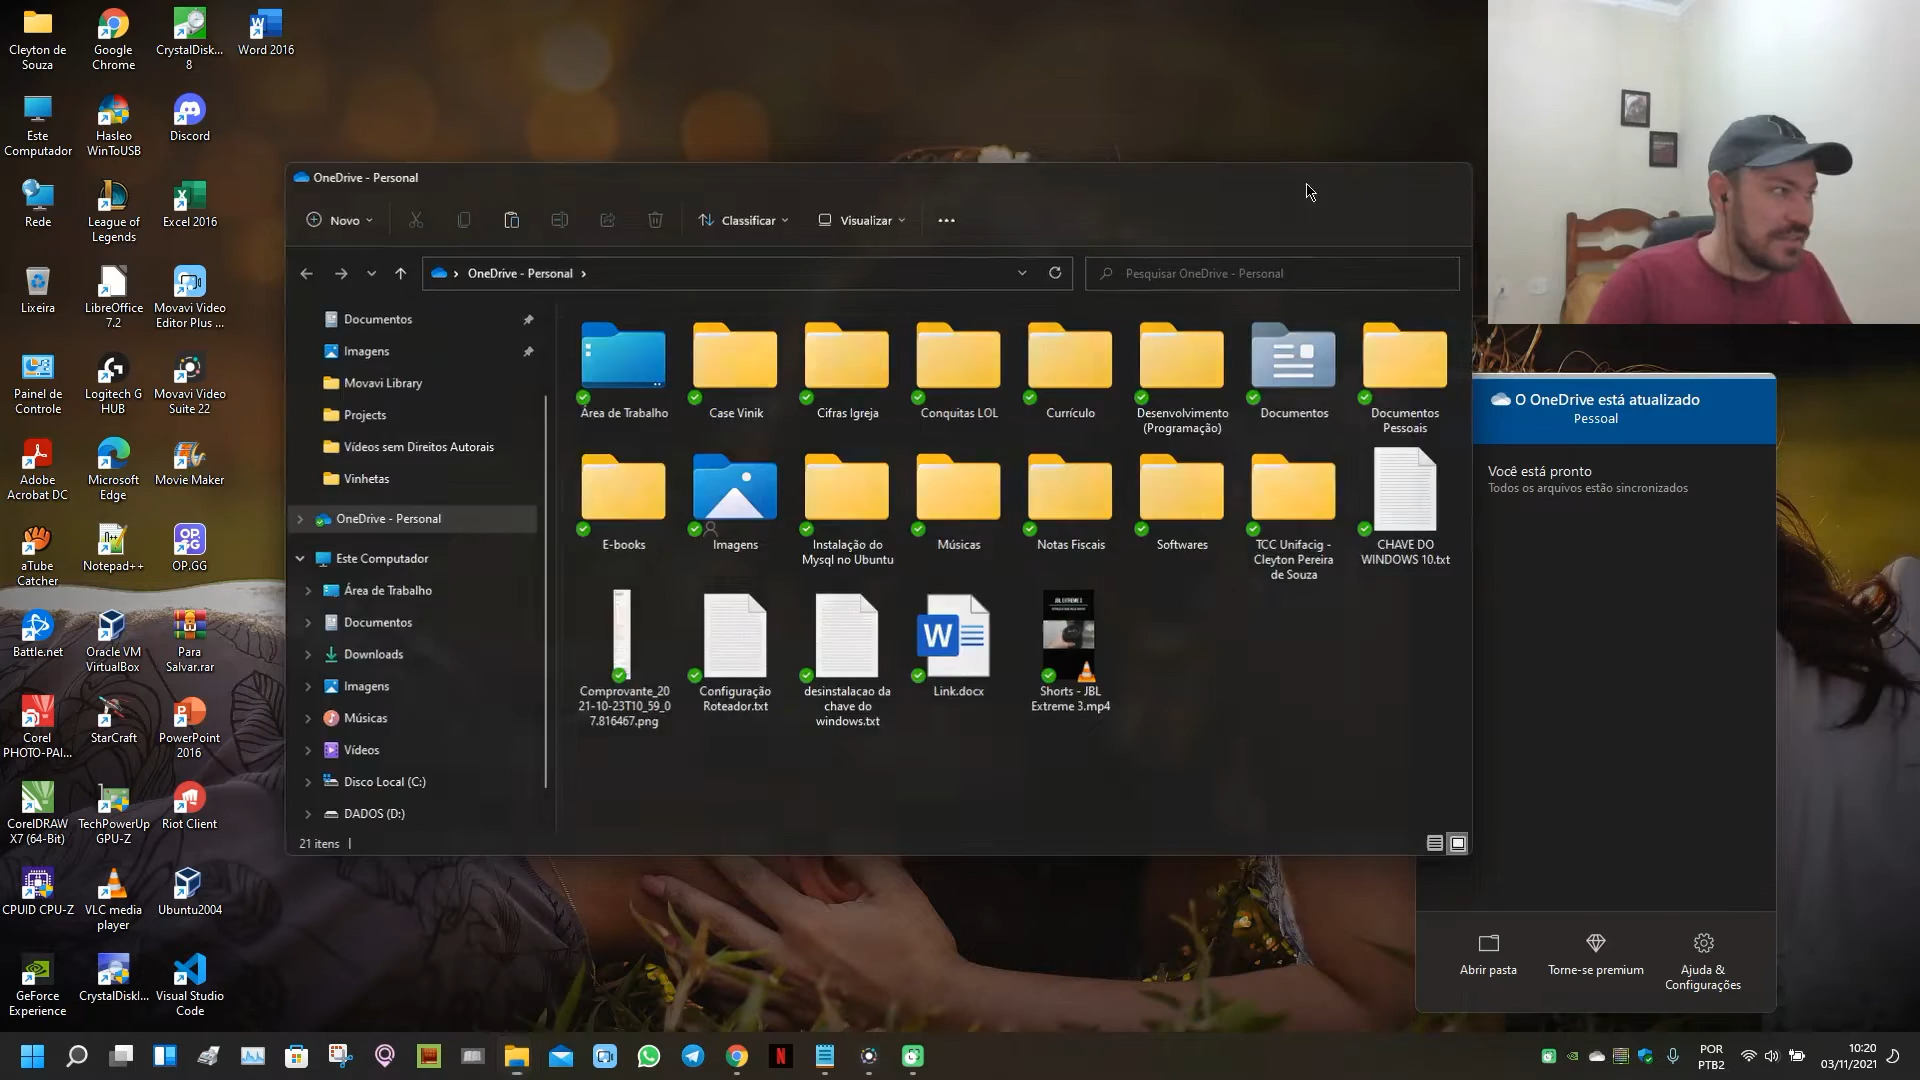 Cleyton de
Souza
Google
Chrome
CrystalDisk...
8
Word 2016
Este
Computador
Hasleo
WinToUSB
Discord
Rede
League of
Legends
Excel 2016
Lixeira
LibreOffice
7.2
Movavi Video
Editor Plus ...
Painel de
Controle
Logitech G
HUB
Movavi Video
Suite 22
Adobe
Acrobat DC
Microsoft
Edge
Movie Maker
aTube
Catcher
Notepad++
OP.GG
Battle.net
Oracle VM
VirtualBox
Para
Salvar.rar
Corel
PHOTO-PAI...
StarCraft
PowerPoint
2016
CorelDRAW
X7 (64-Bit)
TechPowerUp
GPU-Z
Riot Client
CPUID CPU-Z
VLC media
player
Ubuntu2004
GeForce
Experience
CrystalDiskI...
Visual Studio
Code
OneDrive - Personal
Novo
Classificar
Visualizar
OneDrive - Personal
Pesquisar OneDrive - Personal
Documentos
Imagens
Movavi Library
Projects
Vídeos sem Direitos Autorais
Vinhetas
OneDrive - Personal
Este Computador
Área de Trabalho
Documentos
Downloads
Imagens
Músicas
Vídeos
Disco Local (C:)
DADOS (D:)
Área de Trabalho
Case Vinik
Cifras Igreja
Conquitas LOL
Currículo
Desenvolvimento
(Programação)
Documentos
Documentos
Pessoais
E-books
Imagens
Instalação do
Mysql no Ubuntu
Músicas
Notas Fiscais
Softwares
TCC Unifacig -
Cleyton Pereira
de Souza
CHAVE DO
WINDOWS 10.txt
Comprovante_20
21-10-23T10_59_0
7.816467.png
Configuração
Roteador.txt
desinstalacao da
chave do
windows.txt
Link.docx
Shorts - JBL
Extreme 3.mp4
21 itens
O OneDrive está atualizado
Pessoal
Você está pronto
Todos os arquivos estão sincronizados
Abrir pasta
Torne-se premium
Ajuda &
Configurações
POR
PTB2
10:20
03/11/2021